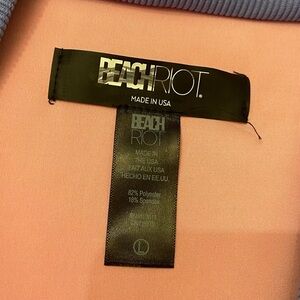 BEACHRIOT.
MADE IN USA
BEACH
RIOT
MADE IN
THE USA
FAIT AUX USA
HECHO EN EE.UU.
82% Polyester
18% Spandex
L